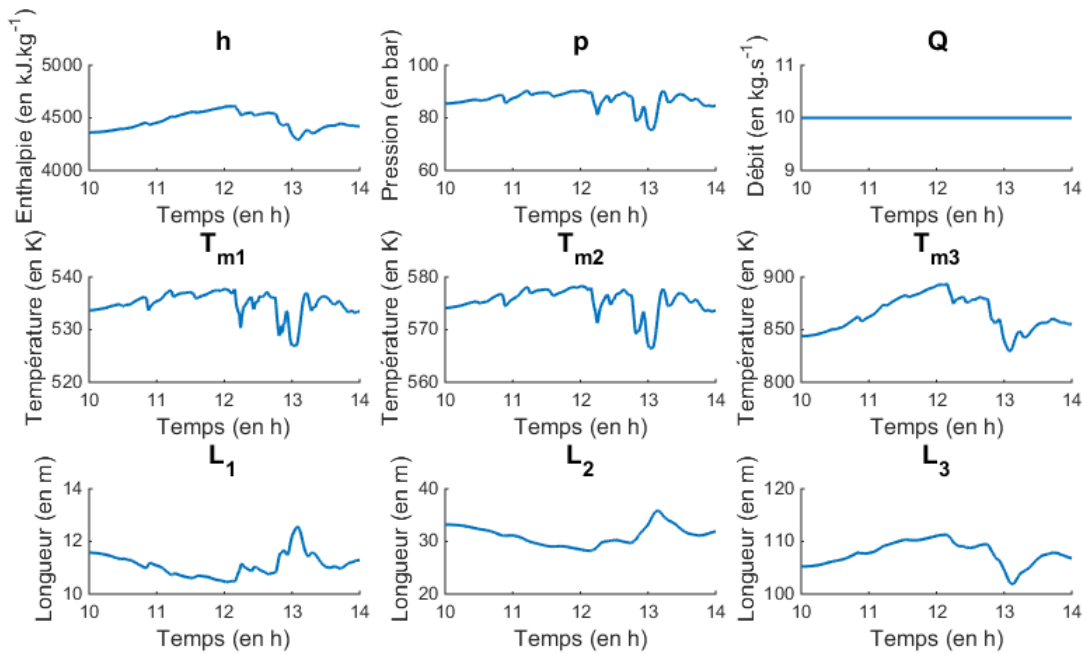 h
p
Q
Enthalpie (en kJ.kg⁻¹)
5000
4500
4000
10 11 12 13 14
Temps (en h)
Pression (en bar)
100
80
60
10 11 12 13 14
Temps (en h)
Débit (en kg.s⁻¹)
11
10
9
10 11 12 13 14
Temps (en h)
Tm1
Tm2
Tm3
Température (en K)
540
530
520
10 11 12 13 14
Temps (en h)
Température (en K)
580
570
560
10 11 12 13 14
Temps (en h)
Température (en K)
900
850
800
10 11 12 13 14
Temps (en h)
L1
L2
L3
Longueur (en m)
14
12
10
10 11 12 13 14
Temps (en h)
Longueur (en m)
40
30
20
10 11 12 13 14
Temps (en h)
Longueur (en m)
120
110
100
10 11 12 13 14
Temps (en h)